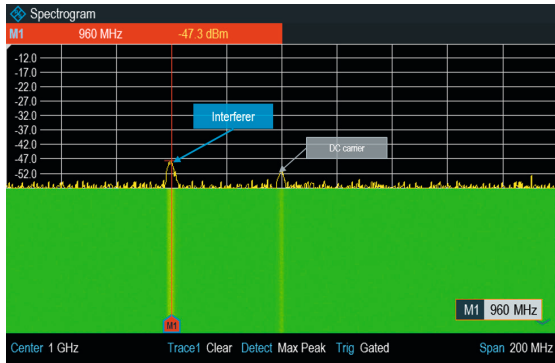 Spectrogram
M1 960 MHz -47.3 dBm
-12.0
-17.0
-22.0
-27.0
-32.0
Interferer
-37.0
-42.0
DC carrier
-47.0
-52.0
M1 960 MHz
M1
Center 1 GHz Trace1 Clear Detect Max Peak Trig Gated Span 200 MHz